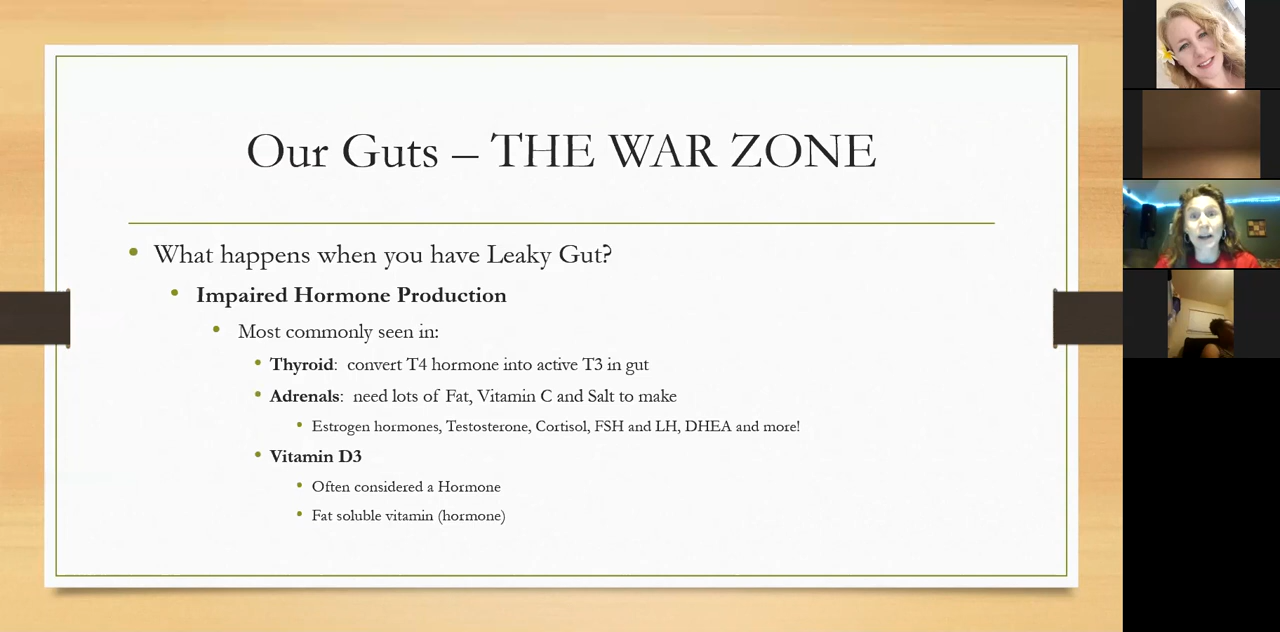 Our Guts – THE WAR ZONE
• What happens when you have Leaky Gut?
• Impaired Hormone Production
• Most commonly seen in:
• Thyroid: convert T4 hormone into active T3 in gut
• Adrenals: need lots of Fat, Vitamin C and Salt to make
• Estrogen hormones, Testosterone, Cortisol, FSH and LH, DHEA and more!
• Vitamin D3
• Often considered a Hormone
• Fat soluble vitamin (hormone)